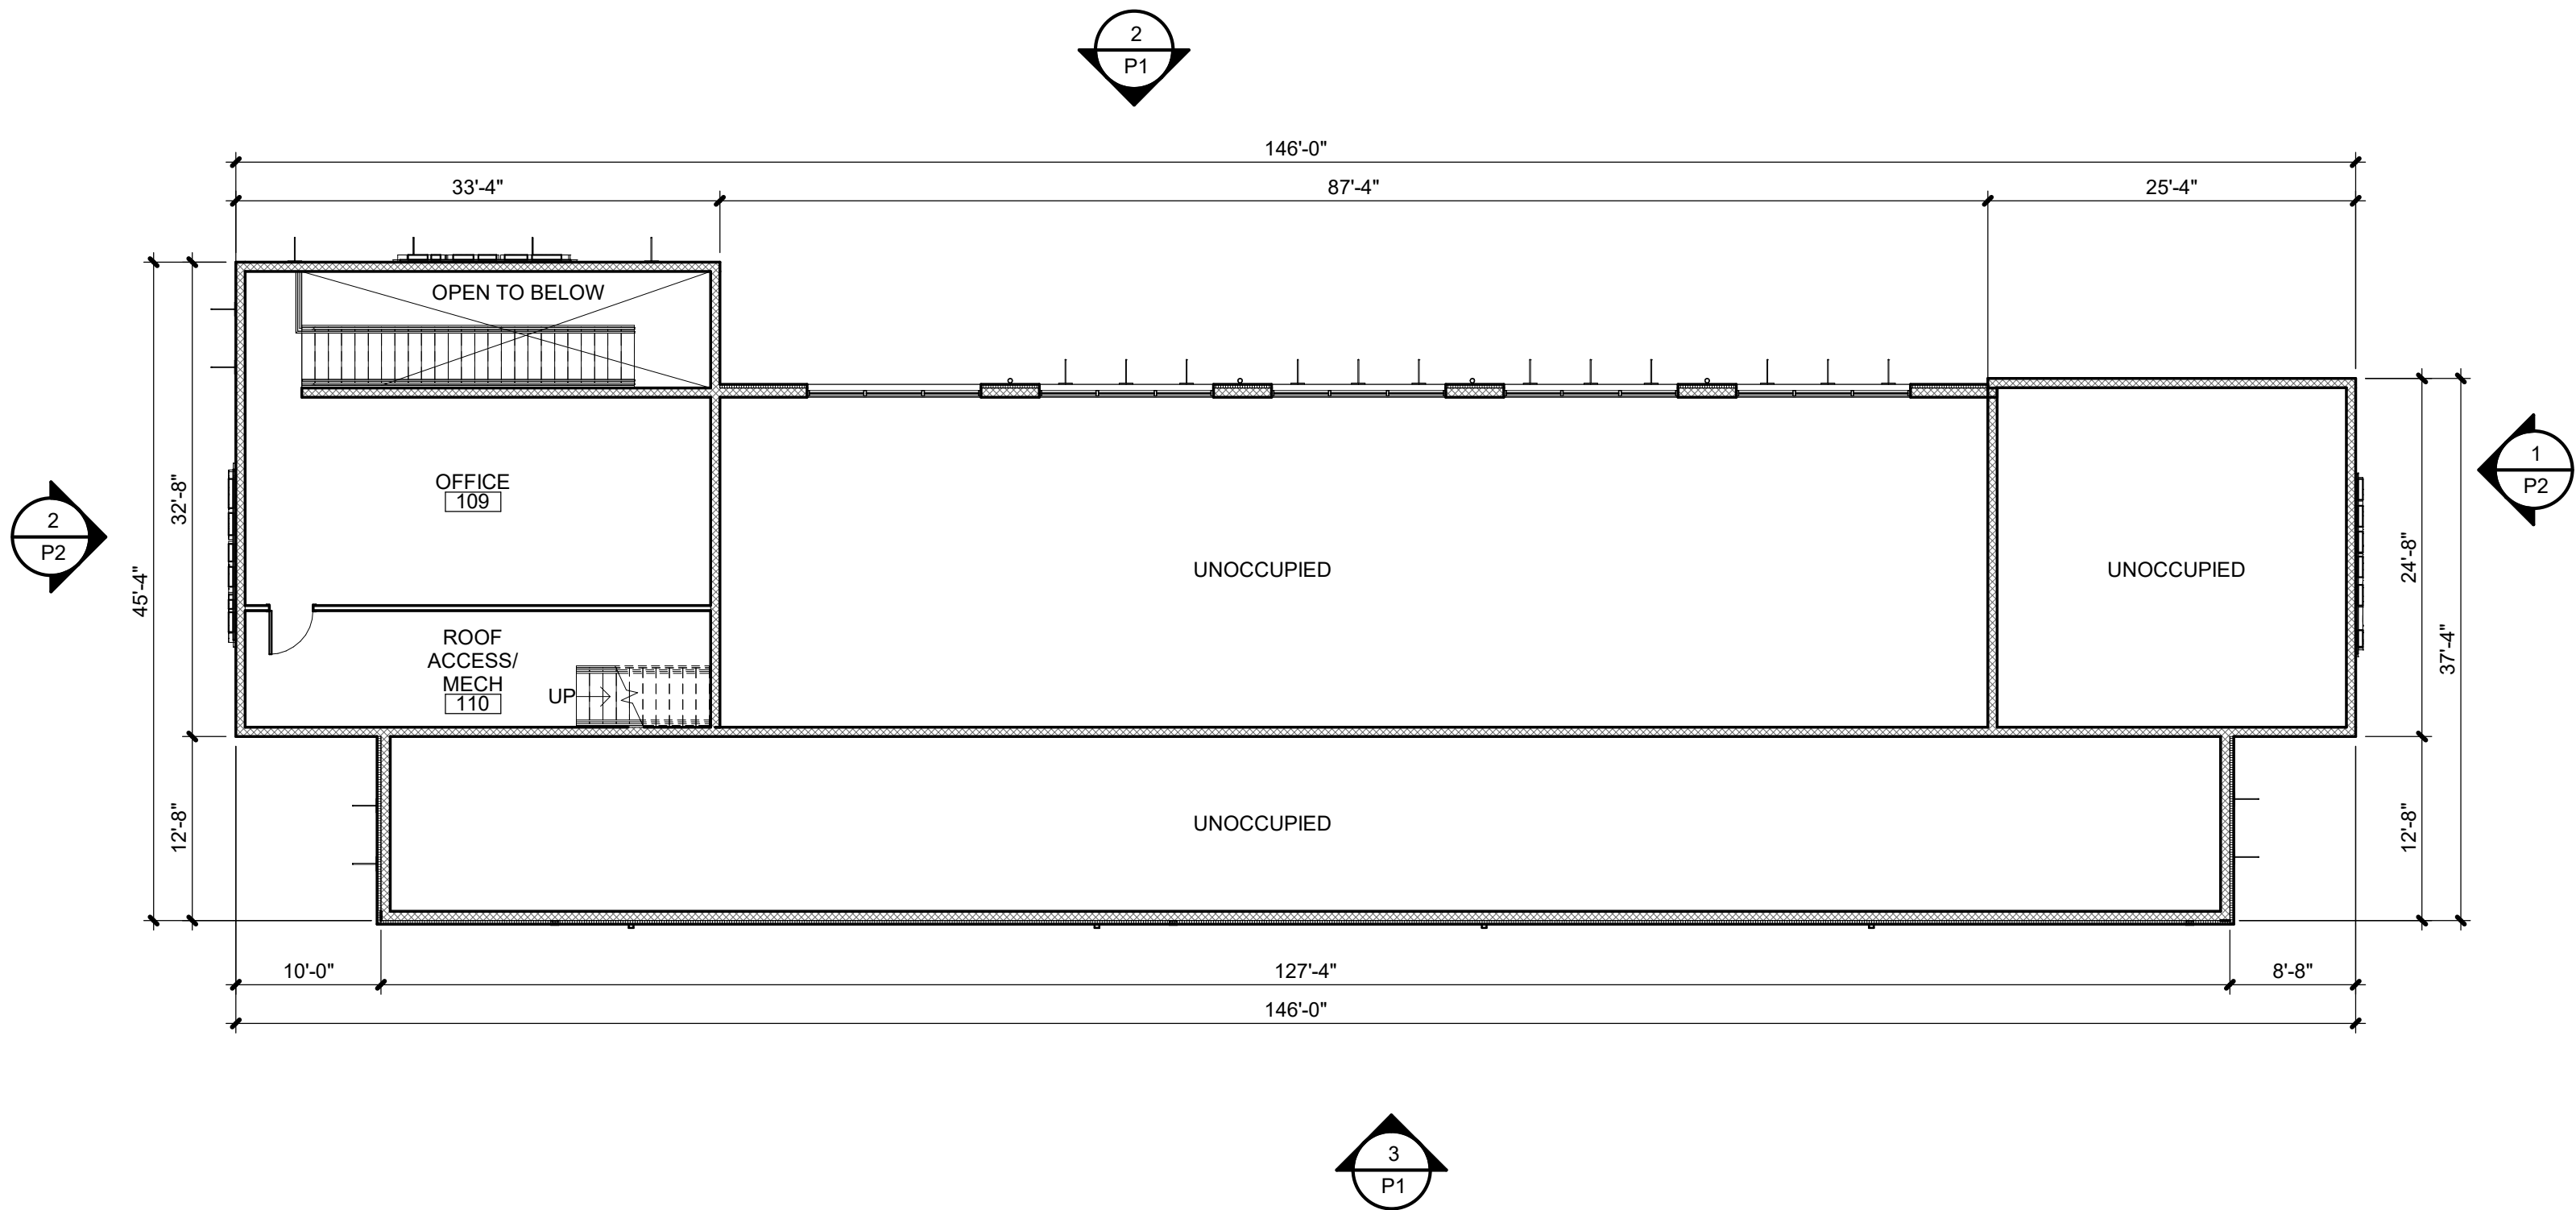 2
P1
146'-0"
33'-4"
87'-4"
25'-4"
OPEN TO BELOW
1
P2
OFFICE
109
32'-8"
2
P2
45'-4"
UNOCCUPIED
UNOCCUPIED
24'-8"
37'-4"
ROOF
ACCESS/
MECH
110
UP
12'-8"
UNOCCUPIED
12'-8"
10'-0"
127'-4"
8'-8"
146'-0"
3
P1